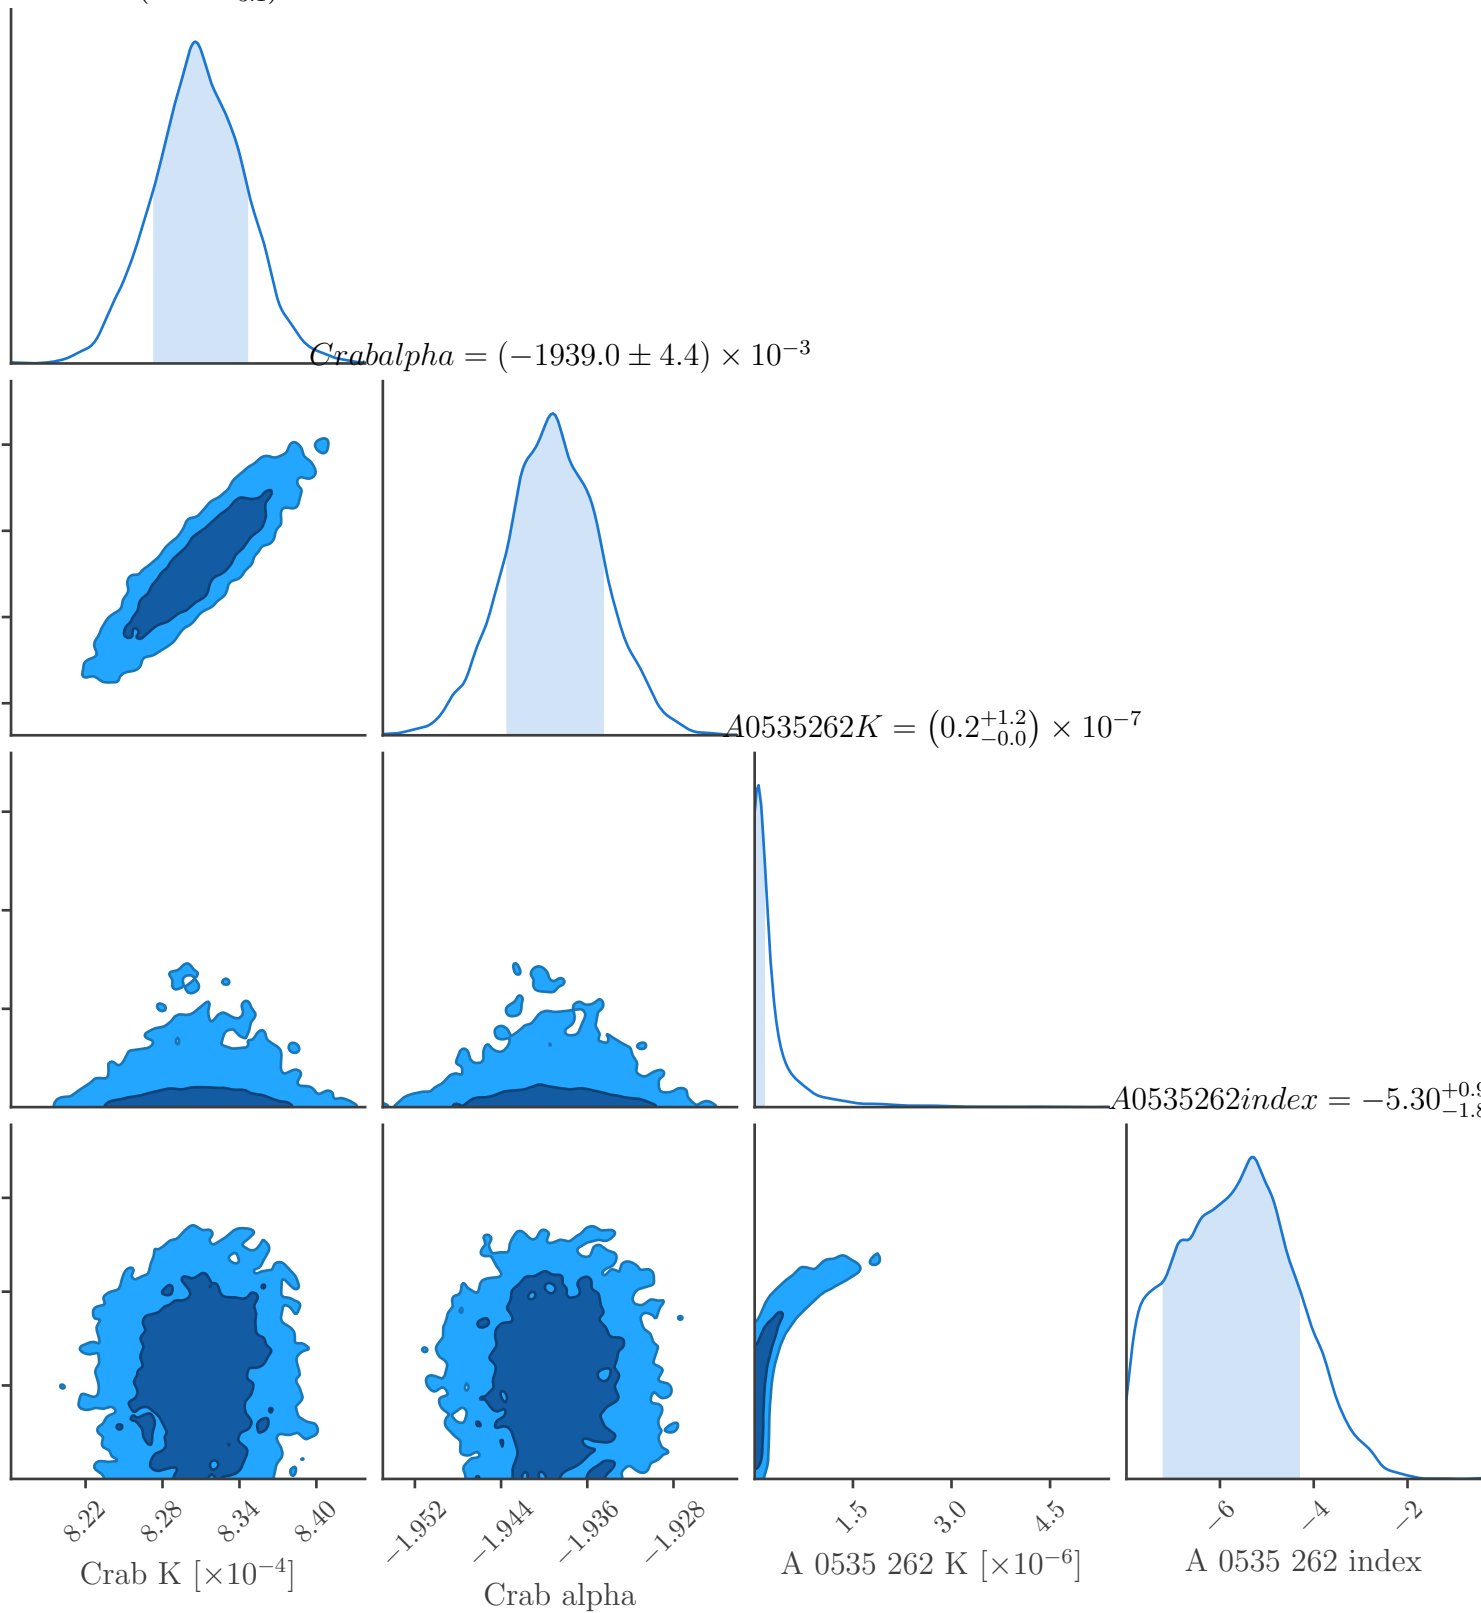 Crabalpha = (−1939.0 ± 4.4) × 10^{−3}
A0535262K = (0.2^{+1.2}_{−0.0}) × 10^{−7}
A0535262index = −5.30
8.22 8.28 8.34 8.40
−1.952 −1.944 −1.936 −1.928
1.5 3.0 4.5
−6 −4 −2
Crab K [×10^{−4}]
Crab alpha
A 0535 262 K [×10^{−6}]
A 0535 262 index